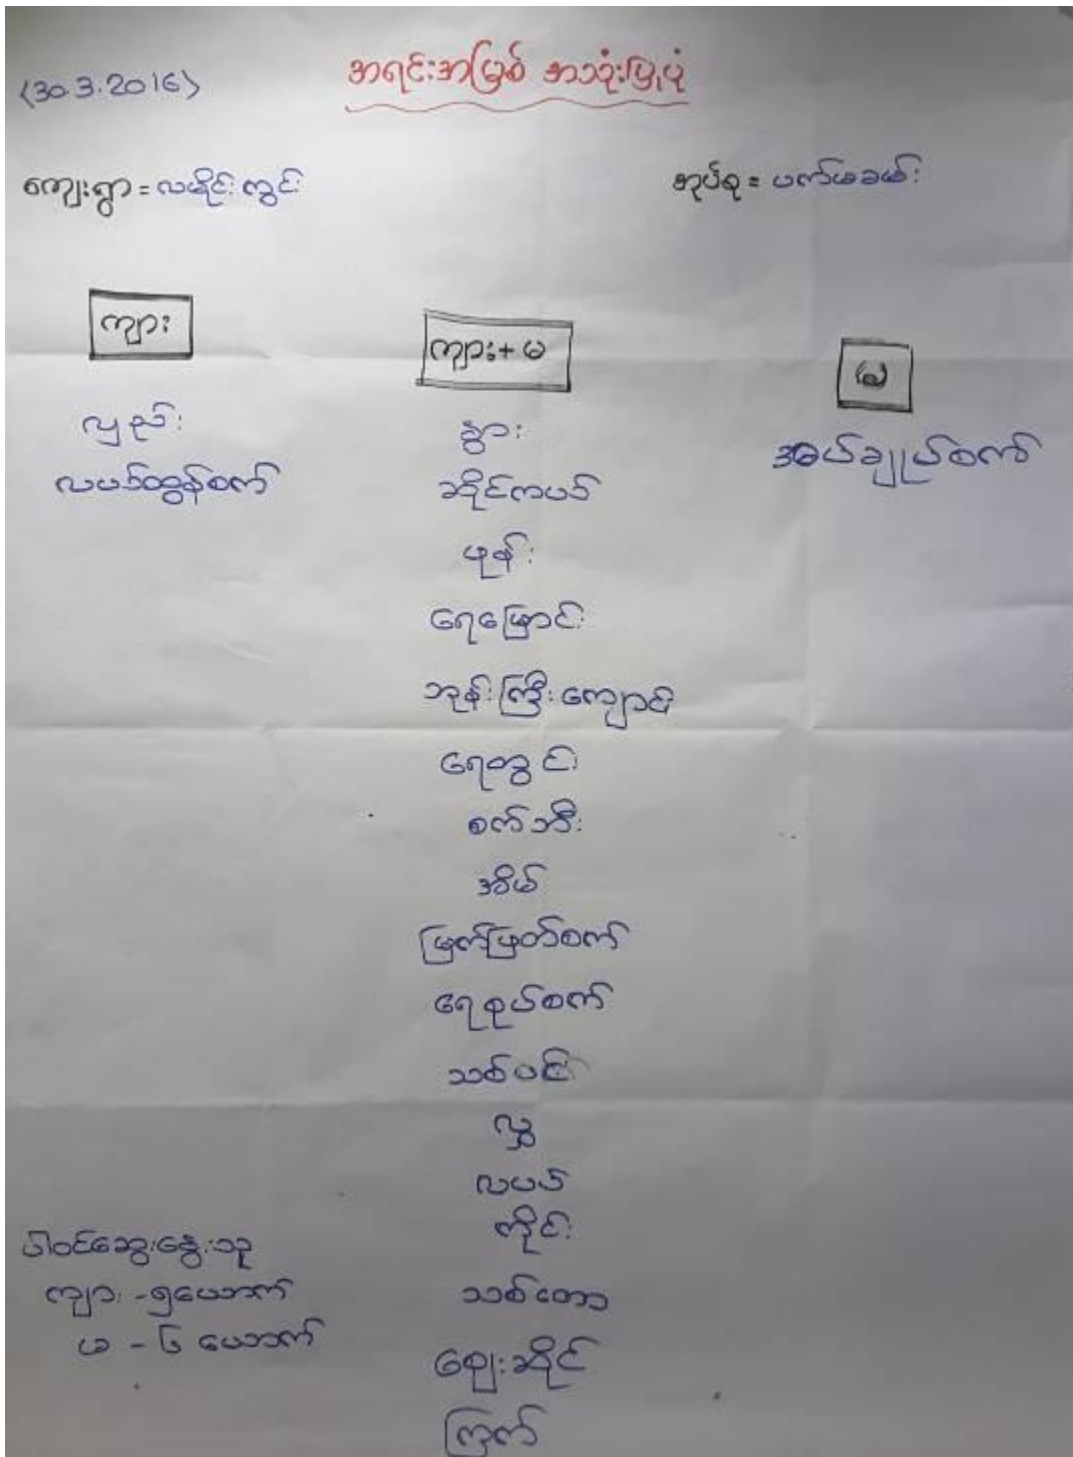 (30.3.2016)
အရင်းအမြစ် အသုံးပြုပုံ
ကျေးရွာ = လမိုင်းကွင်း
အုပ်စု = ပက်မခမ်း
ကျား
ကျား+မ
မ
လှည်း
လယ်ထွန်စက်
နွား
ဆိုင်ကယ်
ဖုန်း
ရေမြောင်း
ဘုန်းကြီးကျောင်း
ရေတွင်း
စက်ဘီး
အိမ်
မြက်ဖြတ်စက်
ရေစုပ်စက်
သစ်ပင်
လွှ
လယ်
ကိုင်း
သစ်တော
ဈေးဆိုင်
ကြက်
အပ်ချုပ်စက်
ပါဝင်ဆွေးနွေးသူ
ကျား - ၅ယောက်
မ - ၆ ယောက်